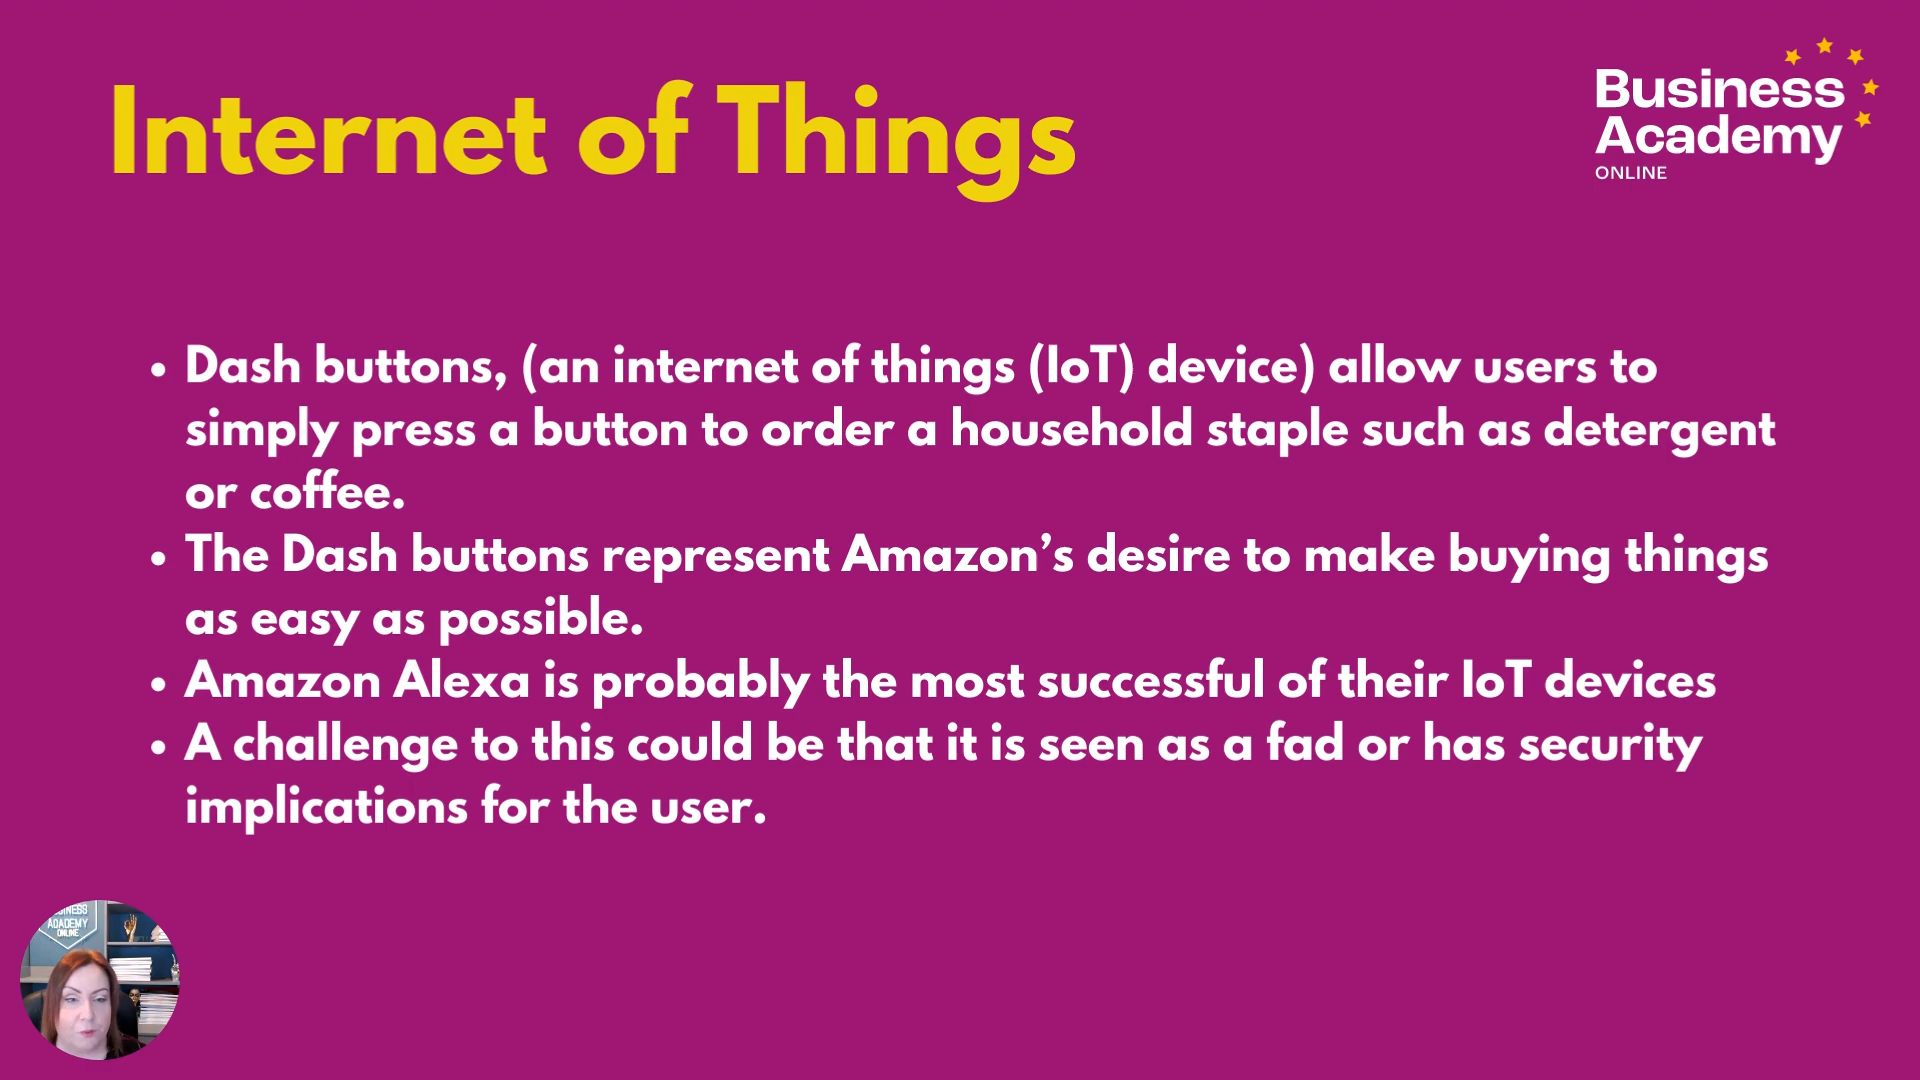 Internet of Things
Business
Academy
ONLINE
• Dash buttons, (an internet of things (IoT) device) allow users to
simply press a button to order a household staple such as detergent
or coffee.
• The Dash buttons represent Amazon’s desire to make buying things
as easy as possible.
• Amazon Alexa is probably the most successful of their IoT devices
• A challenge to this could be that it is seen as a fad or has security
implications for the user.
ACADEMY
ONLINE